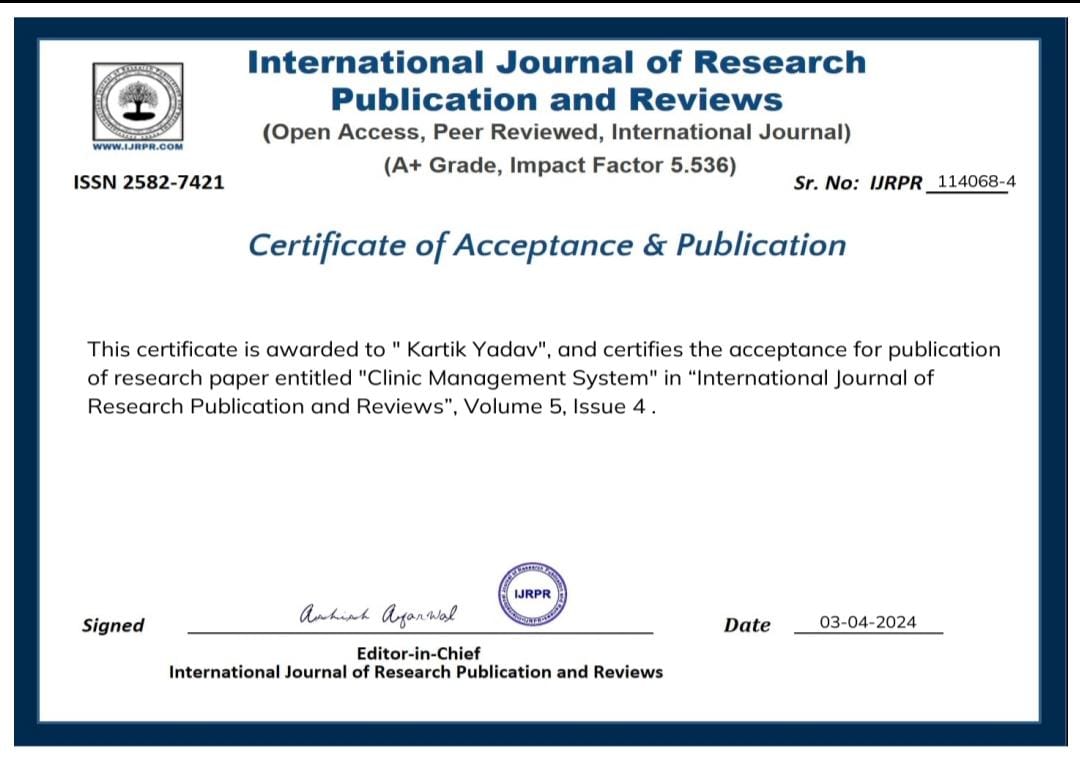 International Journal of Research
Publication and Reviews
(Open Access, Peer Reviewed, International Journal)
(A+ Grade, Impact Factor 5.536)
WWW.IJRPR.COM
ISSN 2582-7421
Sr. No: IJRPR 114068-4
Certificate of Acceptance & Publication
This certificate is awarded to " Kartik Yadav", and certifies the acceptance for publication
of research paper entitled "Clinic Management System" in “International Journal of
Research Publication and Reviews”, Volume 5, Issue 4 .
IJRPR
Signed
Agarwal
Date 03-04-2024
Editor-in-Chief
International Journal of Research Publication and Reviews